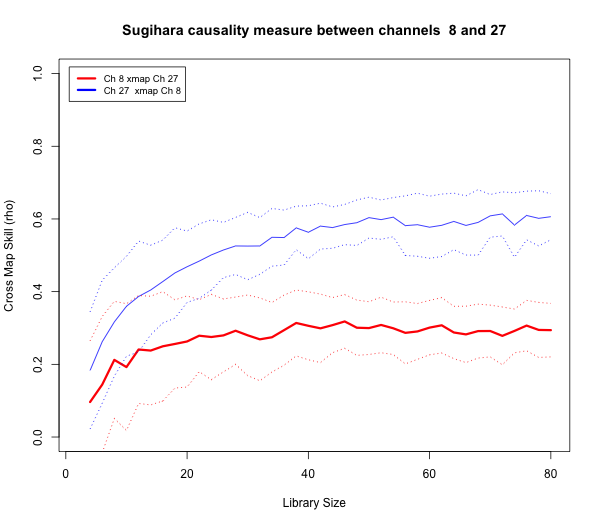 Sugihara causality measure between channels  8 and 27
Ch 8 xmap Ch 27
Ch 27  xmap Ch 8
Cross Map Skill (rho)
1.0
0.8
0.6
0.4
0.2
0.0
0 20 40 60 80
Library Size